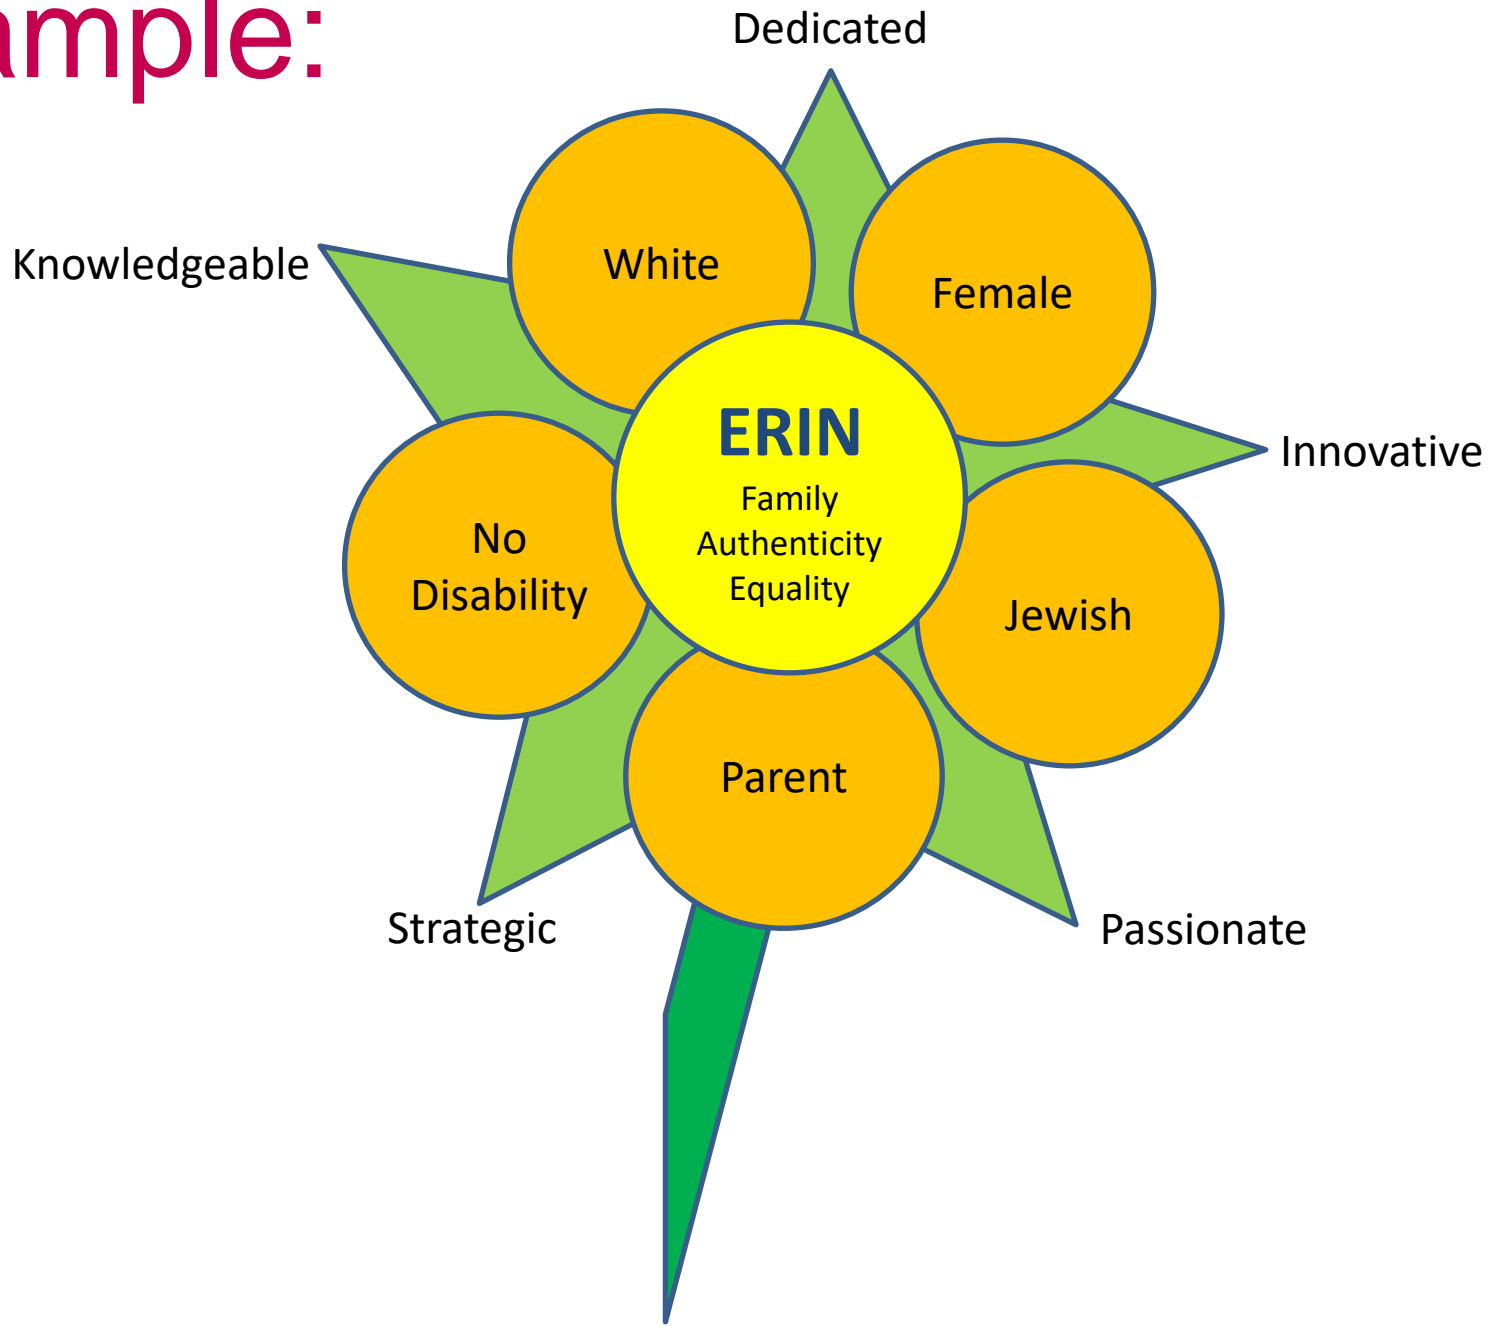 ample:
Dedicated
Knowledgeable
White
Female
ERIN
Family
Authenticity
Equality
Innovative
No
Disability
Jewish
Parent
Strategic
Passionate